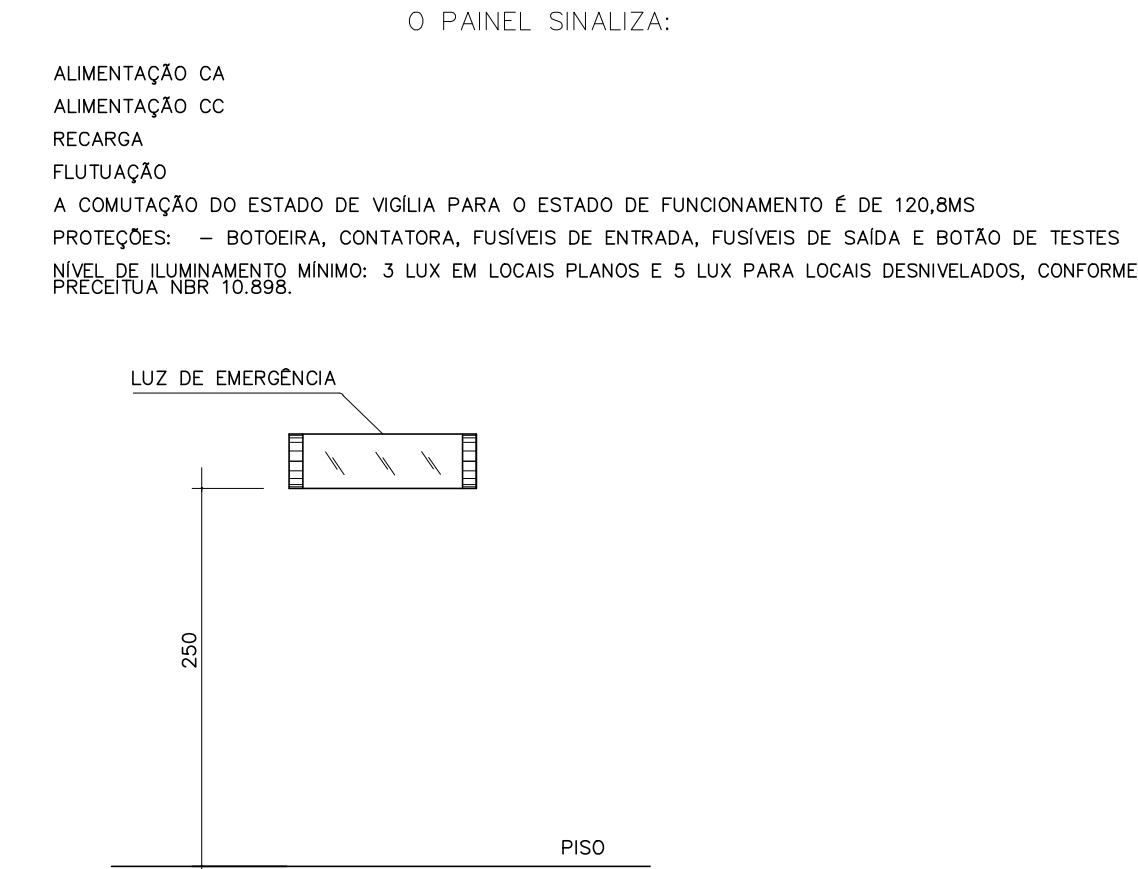 O PAINEL SINALIZA:
ALIMENTAÇÃO CA
ALIMENTAÇÃO CC
RECARGA
FLUTUAÇÃO
A COMUTAÇÃO DO ESTADO DE VIGÍLIA PARA O ESTADO DE FUNCIONAMENTO É DE 120,8MS
PROTEÇÕES: – BOTOEIRA, CONTATORA, FUSÍVEIS DE ENTRADA, FUSÍVEIS DE SAÍDA E BOTÃO DE TESTES
NÍVEL DE ILUMINAMENTO MÍNIMO: 3 LUX EM LOCAIS PLANOS E 5 LUX PARA LOCAIS DESNIVELADOS, CONFORME
PRECEITUA NBR 10.898.
LUZ DE EMERGÊNCIA
250
PISO